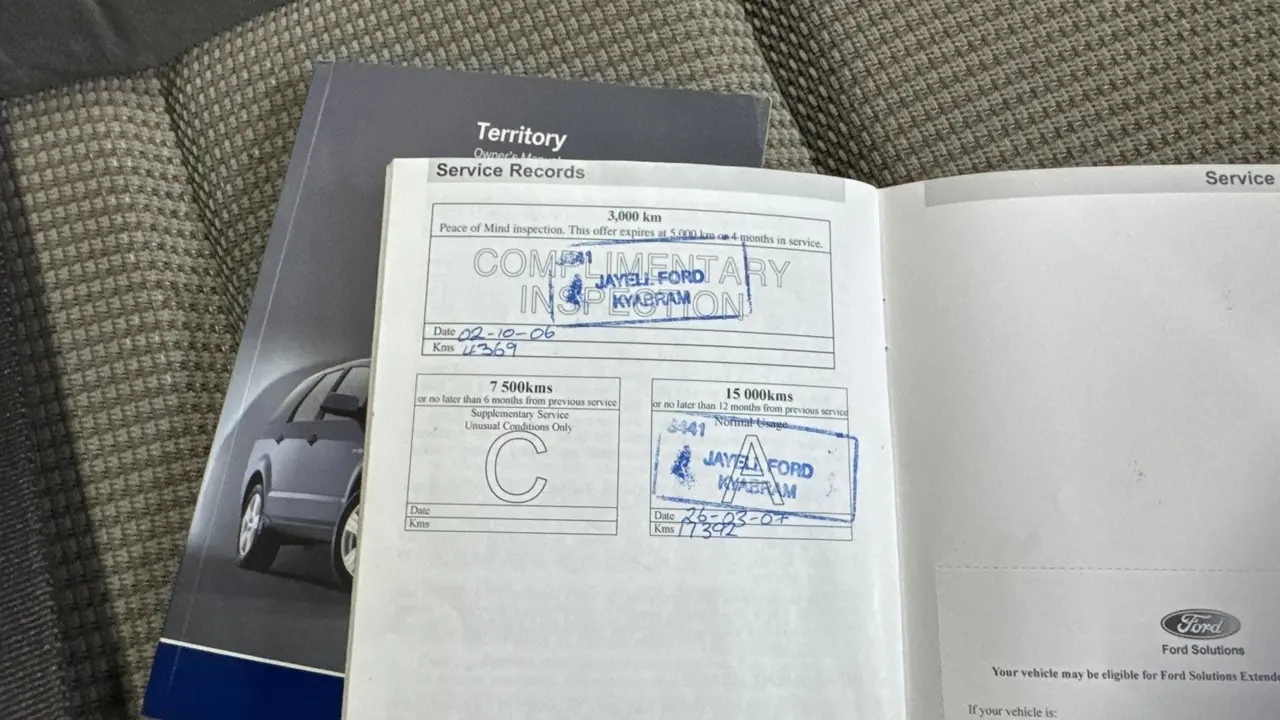 Territory
Owner's Manual
Service Records
3,000 km
Peace of Mind inspection. This offer expires at 5,000 km or 4 months in service.
COMPLIMENTARY
INSPECTION
JAYELL FORD
KYABRAM
Date 02-10-06
Kms 4369
7 500kms
or no later than 6 months from previous service
Supplementary Service
Unusual Conditions Only
C
Date
Kms
15 000kms
or no later than 12 months from previous service
Normal Usage
A
JAYELL FORD
KYABRAM
Date 26-03-07
Kms 17392
Service
Ford
Ford Solutions
Your vehicle may be eligible for Ford Solutions Extende
If your vehicle is: